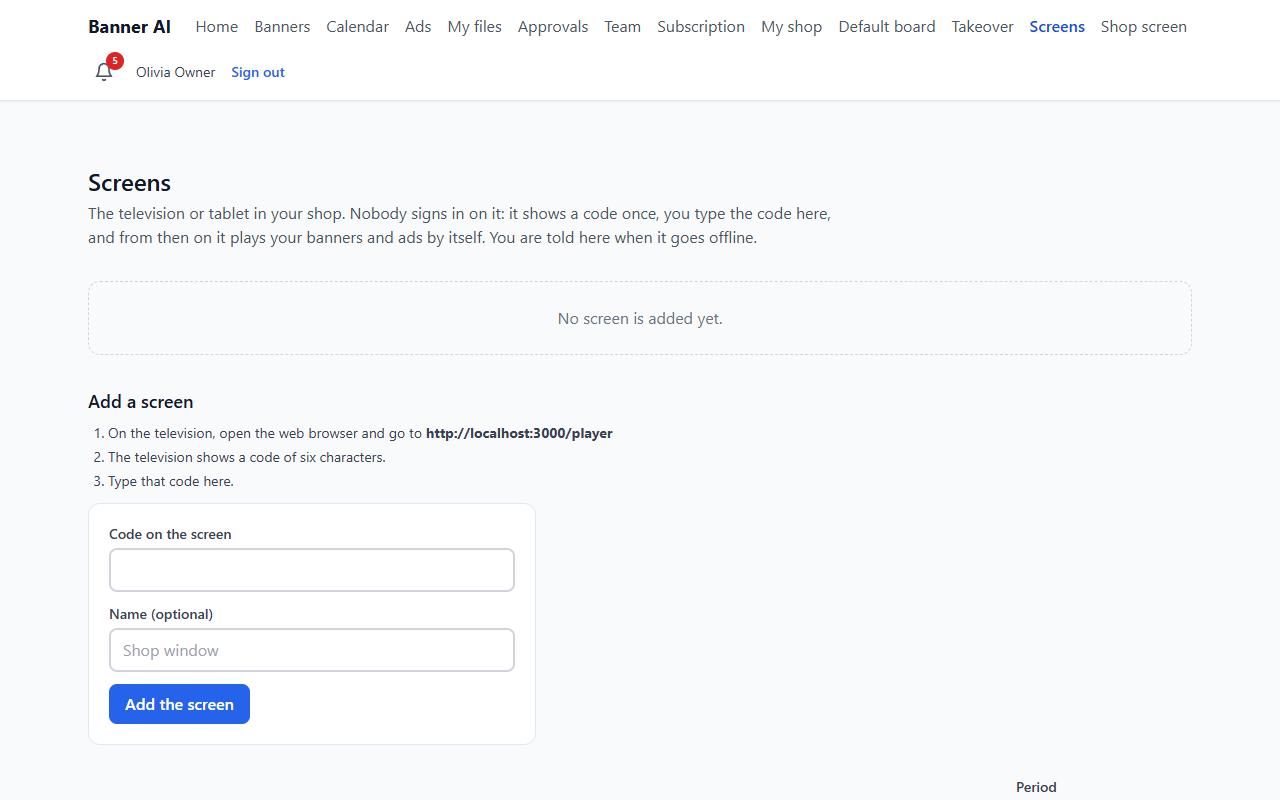 Banner AI Home Banners Calendar Ads My files Approvals Team Subscription My shop Default board Takeover Screens Shop screen
5 Olivia Owner Sign out
Screens
The television or tablet in your shop. Nobody signs in on it: it shows a code once, you type the code here,
and from then on it plays your banners and ads by itself. You are told here when it goes offline.
No screen is added yet.
Add a screen
1. On the television, open the web browser and go to http://localhost:3000/player
2. The television shows a code of six characters.
3. Type that code here.
Code on the screen
Name (optional)
Shop window
Add the screen
Period